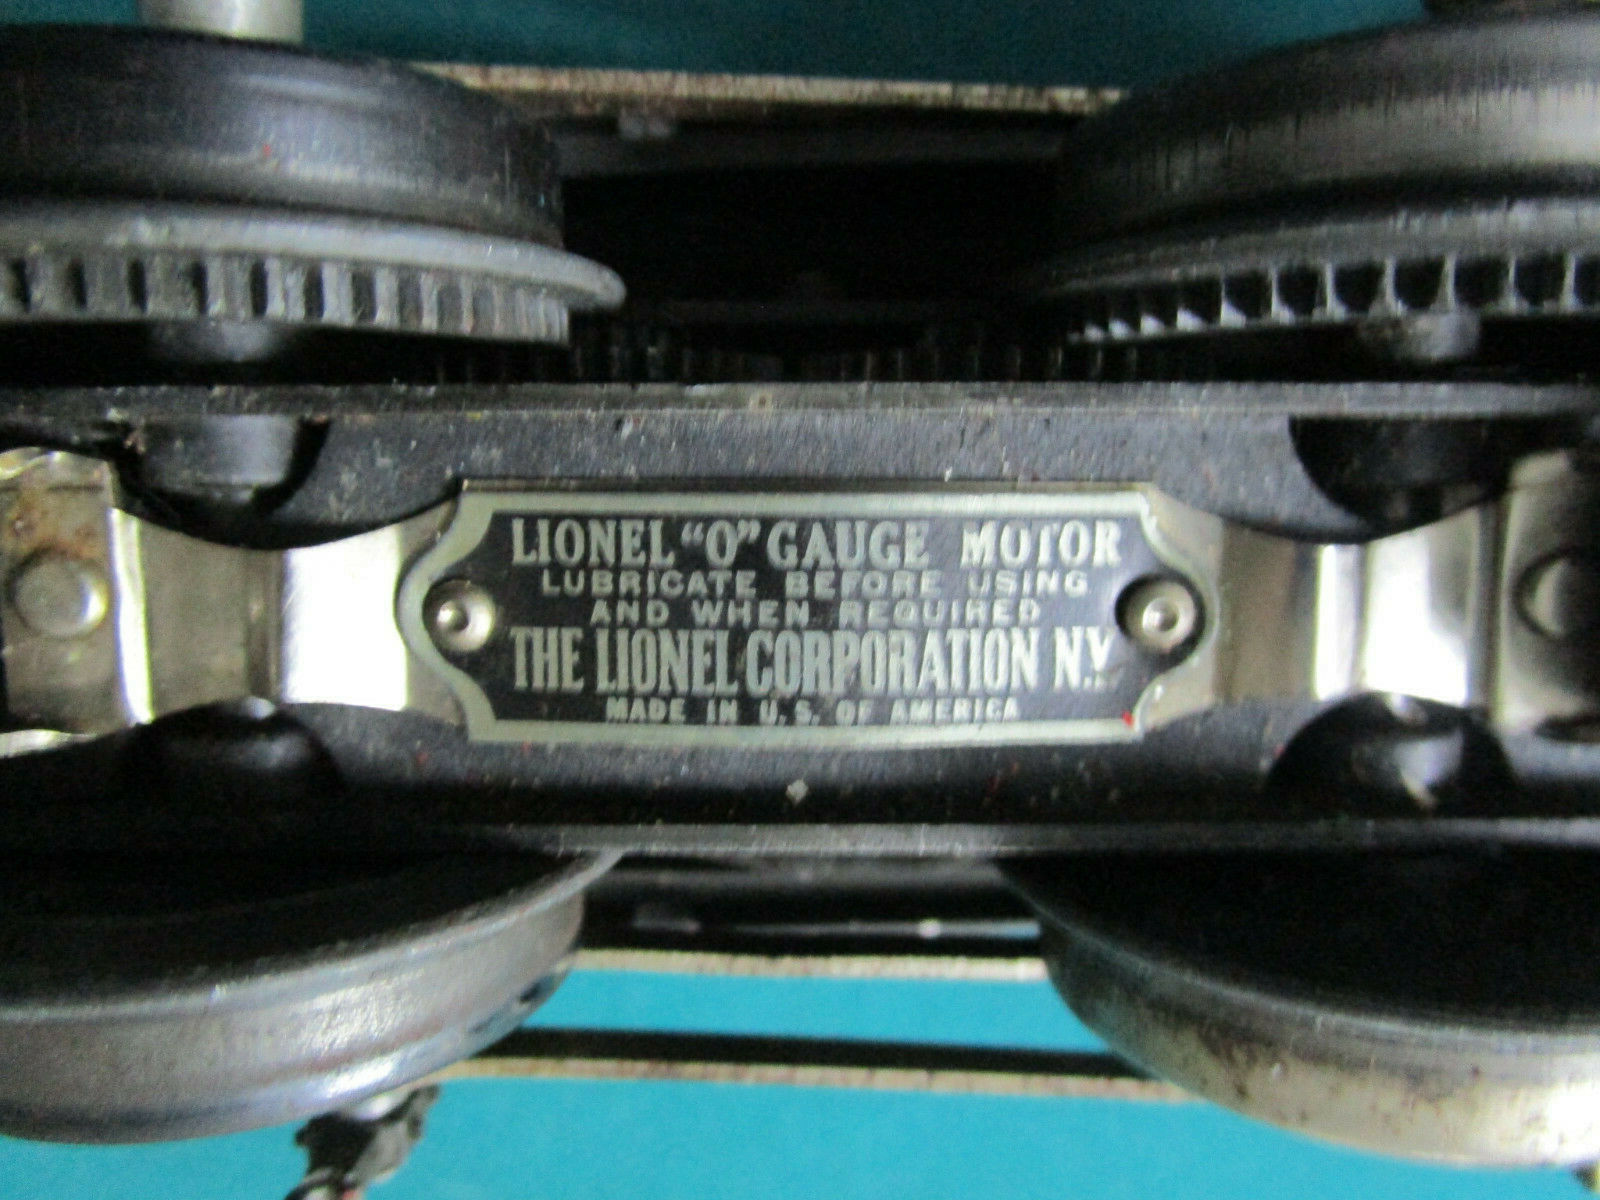 LIONEL "O" GAUGE MOTOR
LUBRICATE BEFORE USING
AND WHEN REQUIRED
THE LIONEL CORPORATION N.Y.
MADE IN U.S. OF AMERICA